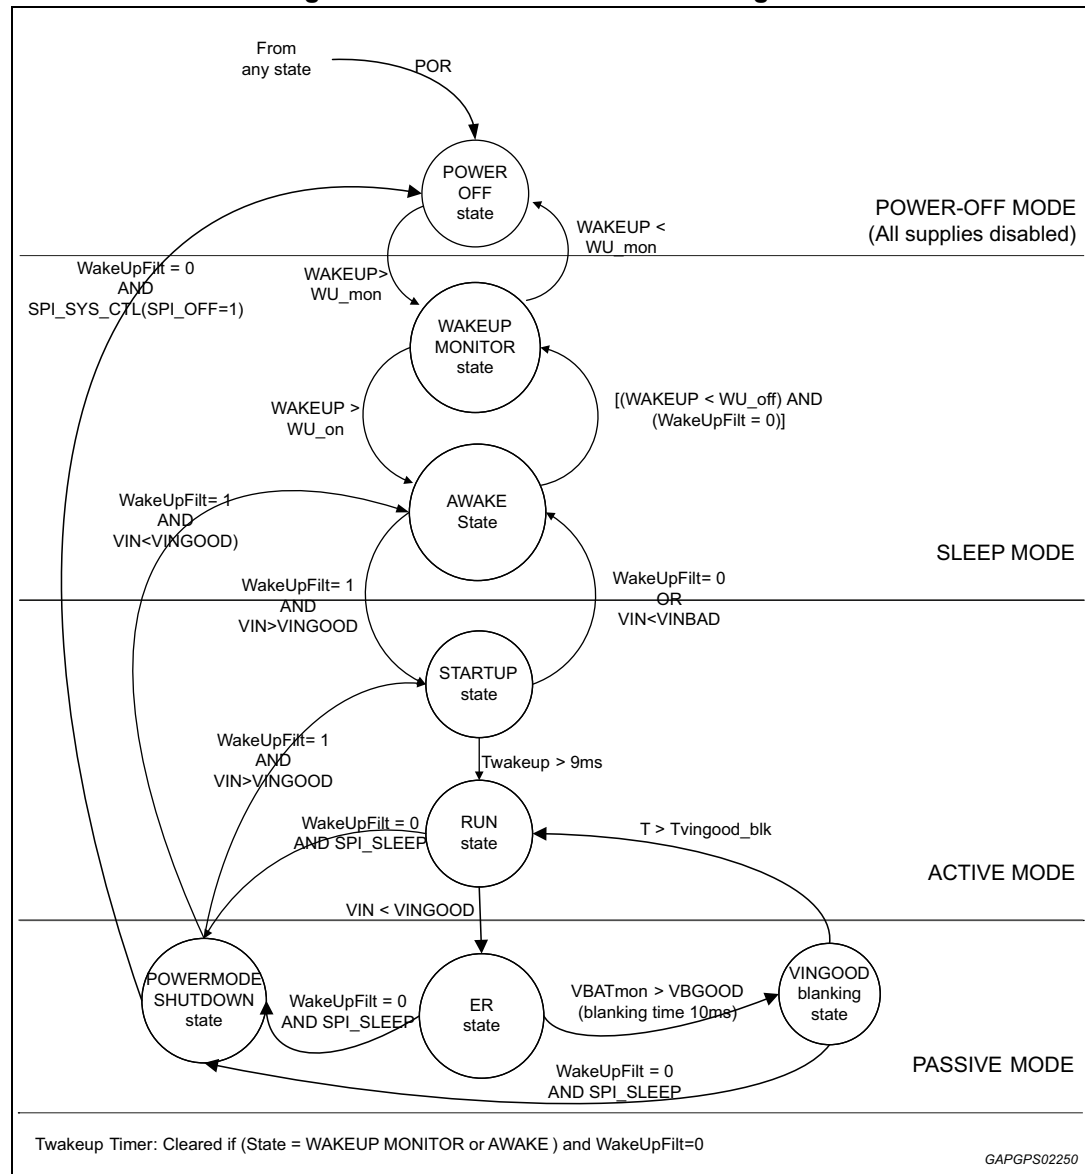 From
any state
POR
POWER
OFF
state
POWER-OFF MODE
(All supplies disabled)
WAKEUP <
WU_mon
WakeUpFilt = 0
AND
SPI_SYS_CTL(SPI_OFF=1)
WAKEUP>
WU_mon
WAKEUP
MONITOR
state
WAKEUP >
WU_on
[(WAKEUP < WU_off) AND
(WakeUpFilt = 0)]
AWAKE
State
WakeUpFilt= 1
AND
VIN<VINGOOD)
SLEEP MODE
WakeUpFilt= 1
AND
VIN>VINGOOD
WakeUpFilt= 0
OR
VIN<VINBAD
STARTUP
state
WakeUpFilt= 1
AND
VIN>VINGOOD
Twakeup > 9ms
WakeUpFilt = 0
AND SPI_SLEEP
RUN
state
T > Tvingood_blk
ACTIVE MODE
VIN < VINGOOD
POWERMODE
SHUTDOWN
state
WakeUpFilt = 0
AND SPI_SLEEP
ER
state
VBATmon > VBGOOD
(blanking time 10ms)
VINGOOD
blanking
state
PASSIVE MODE
WakeUpFilt = 0
AND SPI_SLEEP
Twakeup Timer: Cleared if (State = WAKEUP MONITOR or AWAKE ) and WakeUpFilt=0
GAPGPS02250